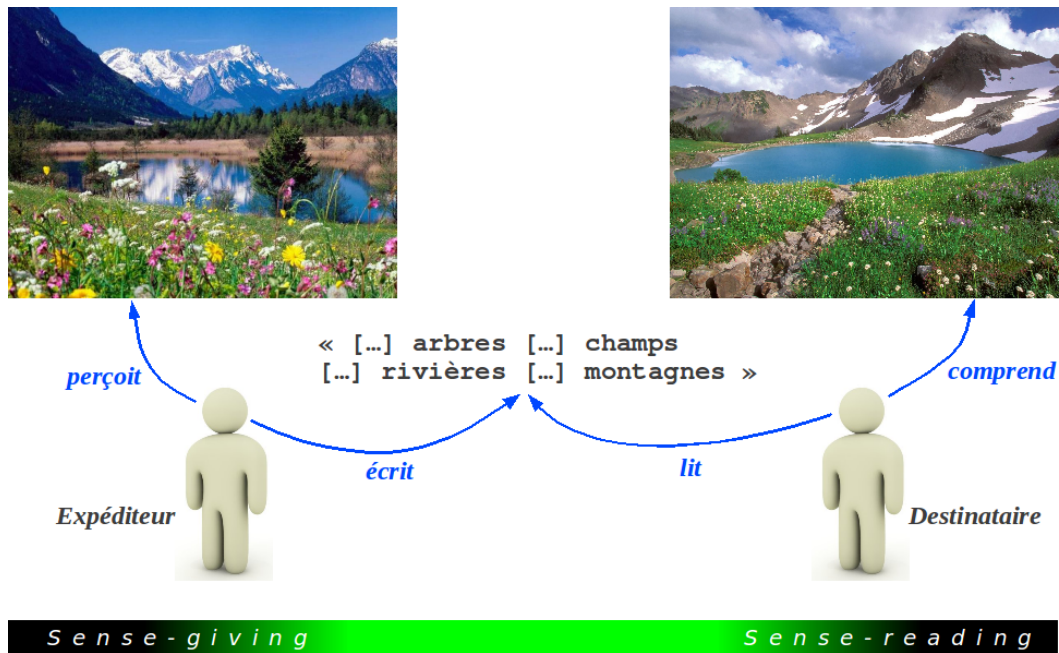 « […] arbres […] champs
[…] rivières […] montagnes »
perçoit
comprend
écrit
lit
Expéditeur
Destinataire
Sense-giving
Sense-reading